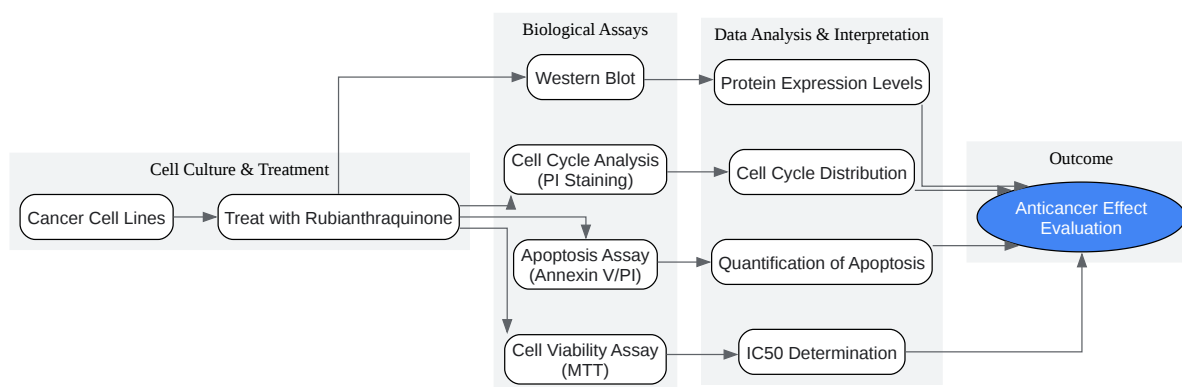 Cell Culture & Treatment
Cancer Cell Lines
Treat with Rubianthraquinone
Biological Assays
Western Blot
Cell Cycle Analysis
(PI Staining)
Apoptosis Assay
(Annexin V/PI)
Cell Viability Assay
(MTT)
Data Analysis & Interpretation
Protein Expression Levels
Cell Cycle Distribution
Quantification of Apoptosis
IC50 Determination
Outcome
Anticancer Effect
Evaluation